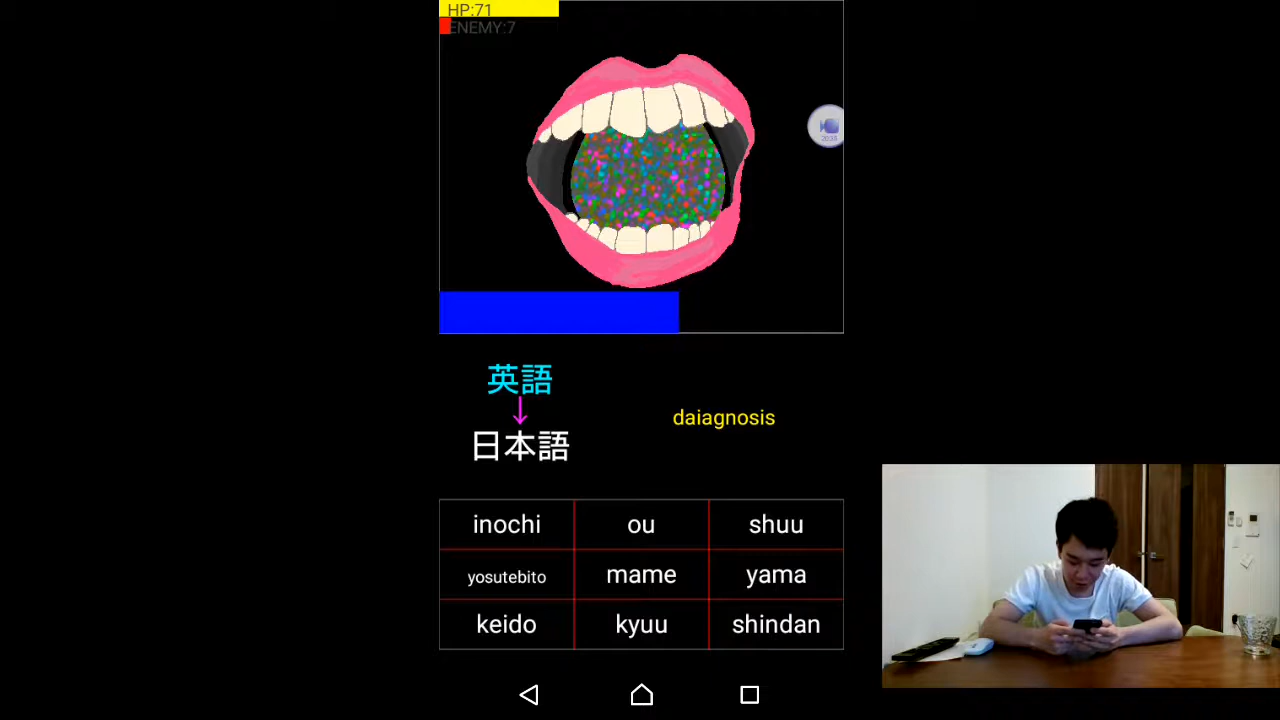 HP:71
ENEMY:7
英語
↓
日本語
daiagnosis
inochi ou shuu
yosutebito mame yama
keido kyuu shindan